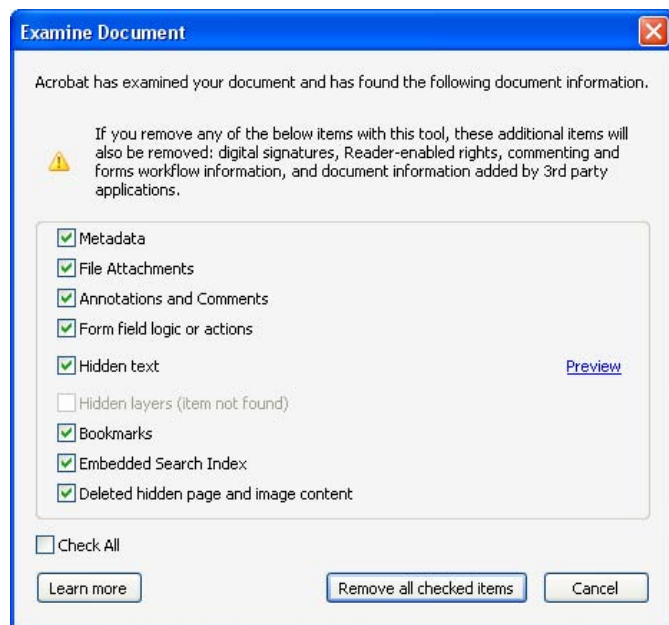 Examine Document
Acrobat has examined your document and has found the following document information.
If you remove any of the below items with this tool, these additional items will
also be removed: digital signatures, Reader-enabled rights, commenting and
forms workflow information, and document information added by 3rd party
applications.
Metadata
File Attachments
Annotations and Comments
Form field logic or actions
Hidden text Preview
Hidden layers (item not found)
Bookmarks
Embedded Search Index
Deleted hidden page and image content
Check All
Learn more Remove all checked items Cancel